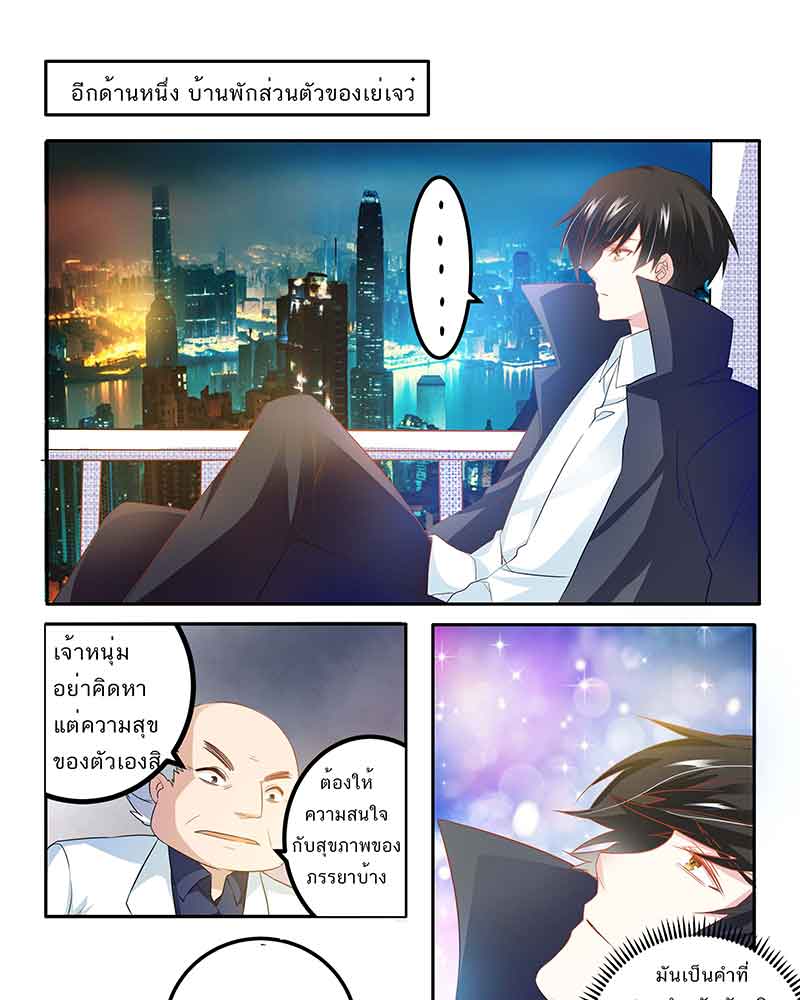 อีกด้านหนึ่ง บ้านพักส่วนตัวของเย่เจว๋
.....
เจ้าหนุ่ม
อย่าคิดหา
แต่ความสุข
ของตัวเองสิ
ต้องให้
ความสนใจ
กับสุขภาพของ
ภรรยาบ้าง
มันเป็นคำที่